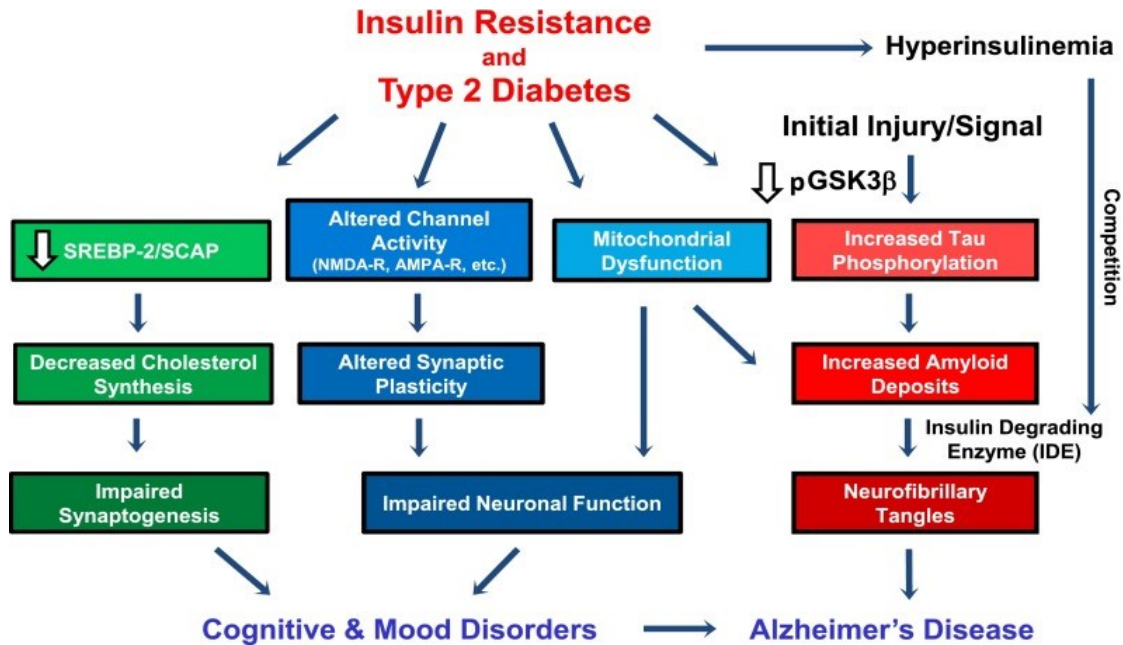 Insulin Resistance
and
Type 2 Diabetes
Hyperinsulinemia
Initial Injury/Signal
pGSK3β
Competition
SREBP-2/SCAP
Altered Channel
Activity
(NMDA-R, AMPA-R, etc.)
Mitochondrial
Dysfunction
Increased Tau
Phosphorylation
Decreased Cholesterol
Synthesis
Altered Synaptic
Plasticity
Increased Amyloid
Deposits
Insulin Degrading
Enzyme (IDE)
Impaired
Synaptogenesis
Impaired Neuronal Function
Neurofibrillary
Tangles
Cognitive & Mood Disorders
Alzheimer's Disease